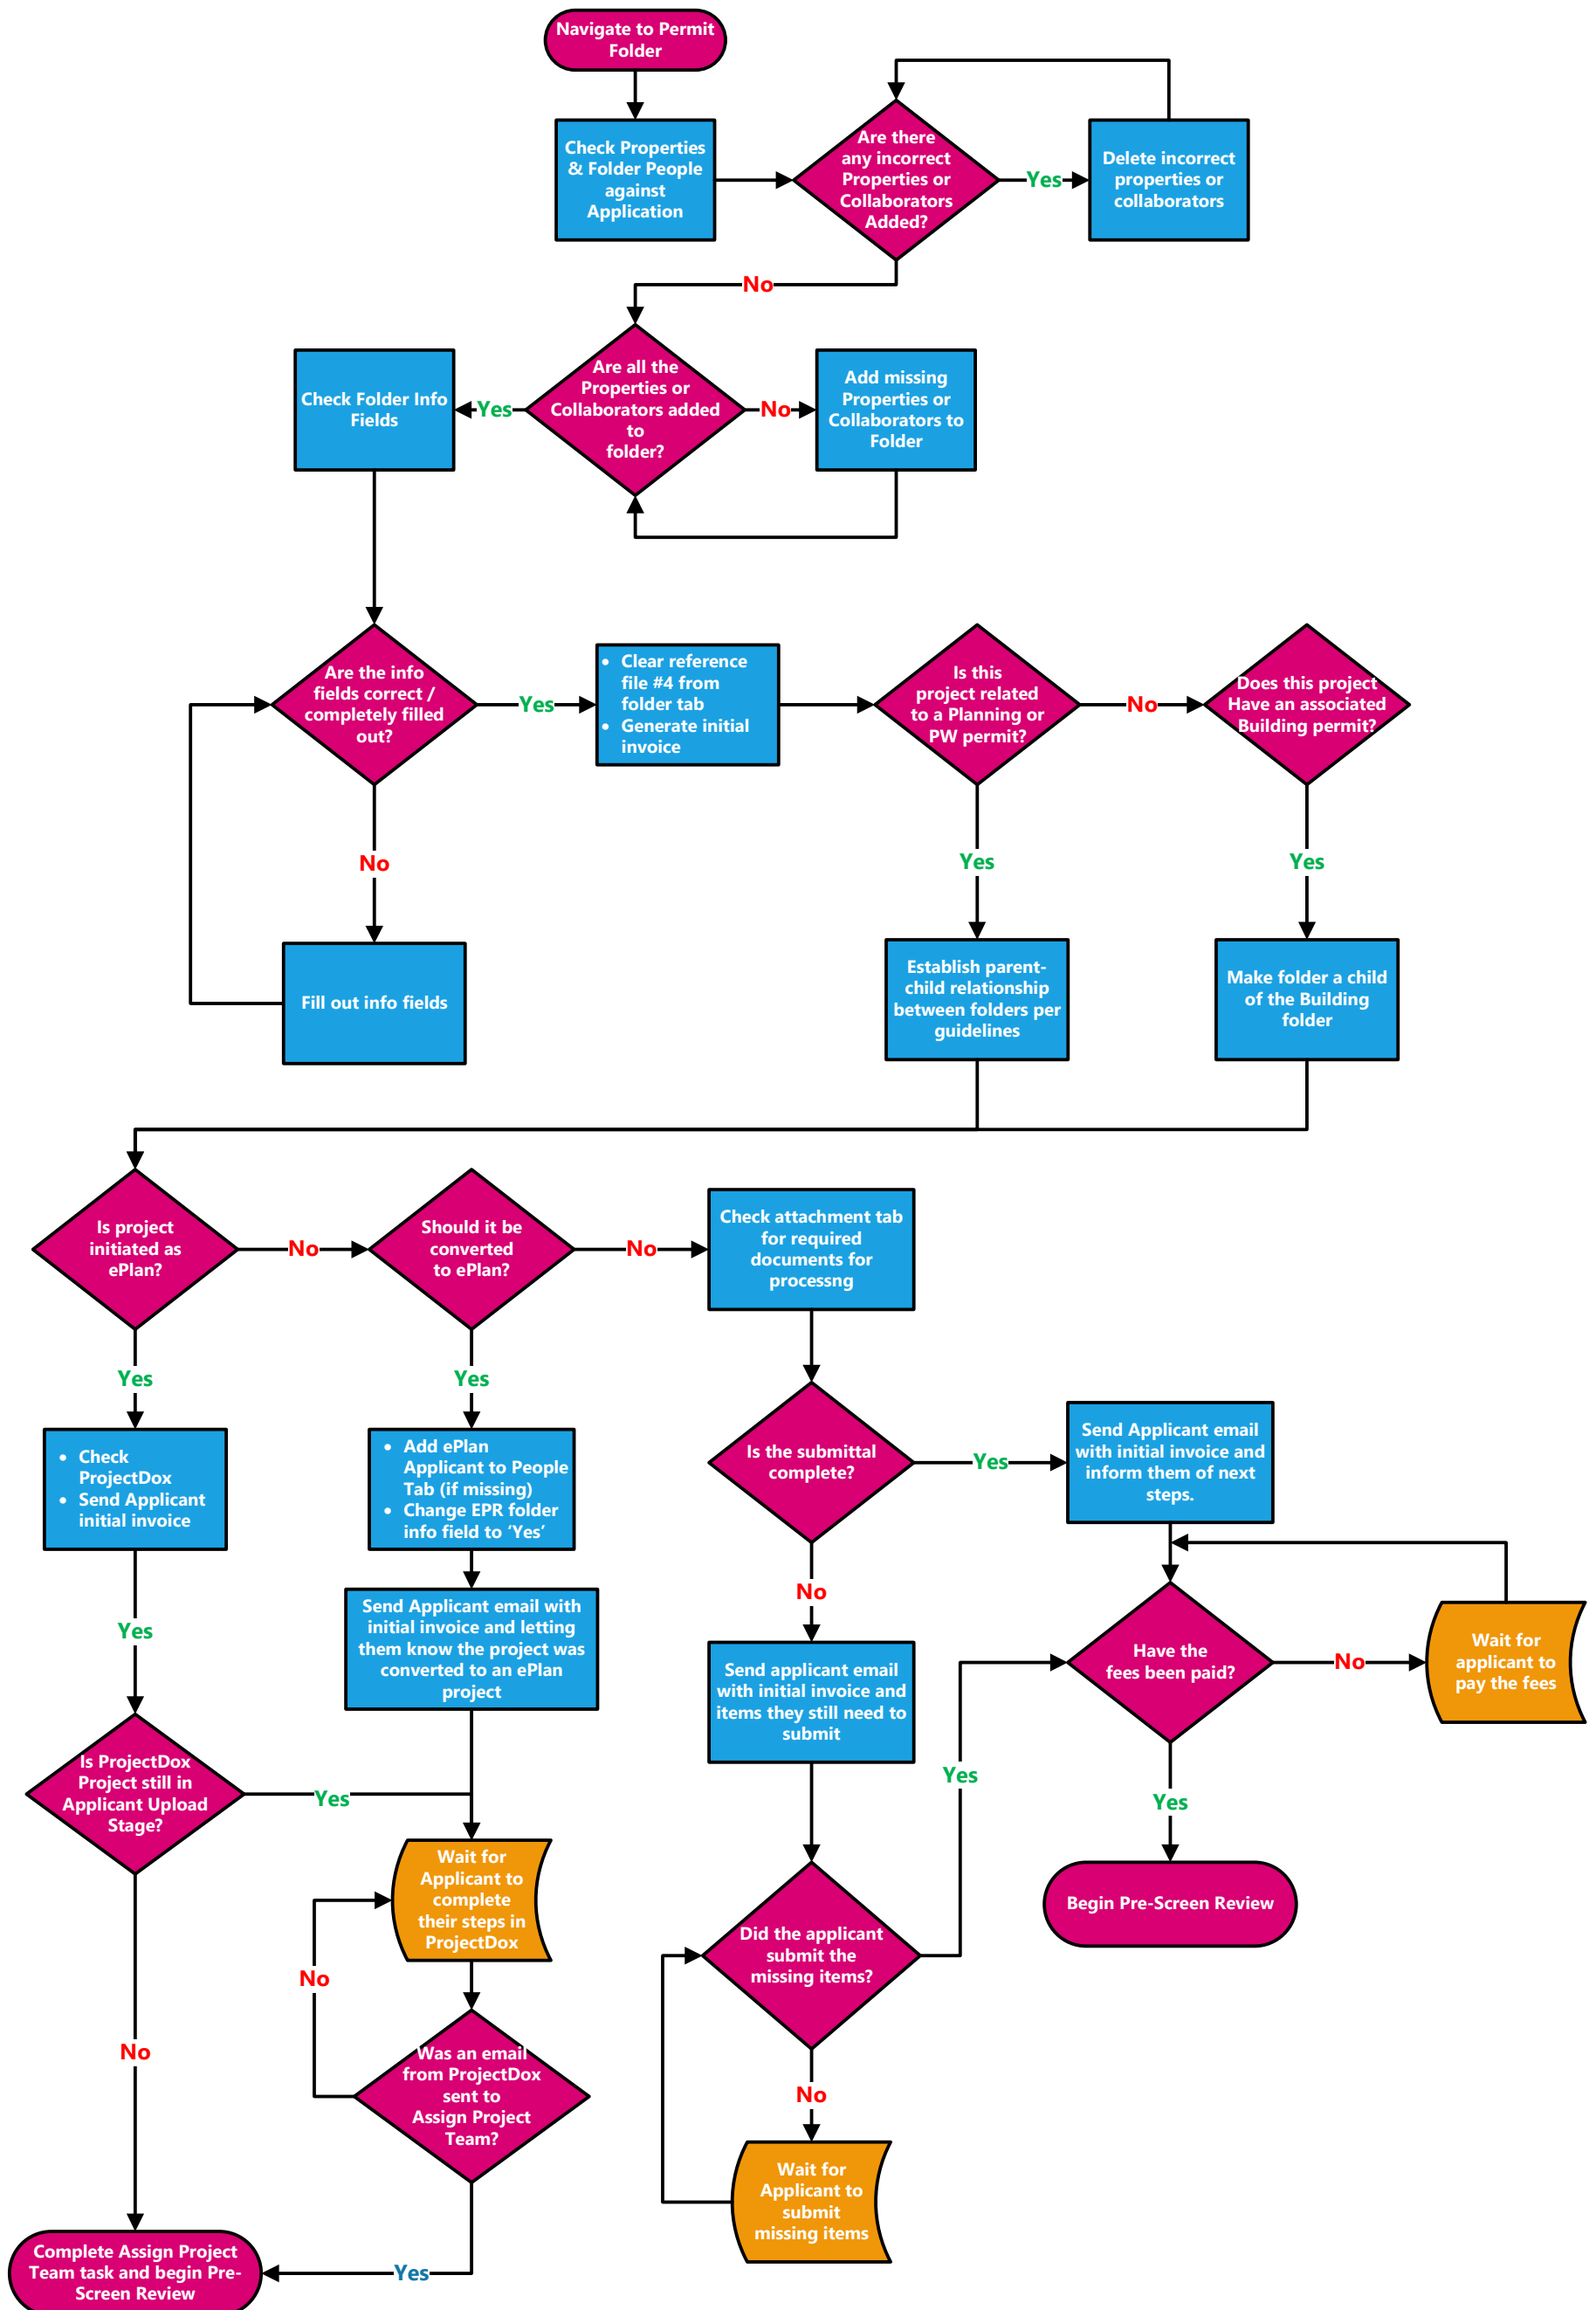 Navigate to Permit
Folder
Check Properties
& Folder People
against
Application
Are there
any incorrect
Properties or
Collaborators
Added?
Yes
Delete incorrect
properties or
collaborators
No
Check Folder Info
Fields
Yes
Are all the
Properties or
Collaborators added
to
folder?
No
Add missing
Properties or
Collaborators to
Folder
Are the info
fields correct /
completely filled
out?
Yes
• Clear reference
file #4 from
folder tab
• Generate initial
invoice
Is this
project related
to a Planning or
PW permit?
No
Does this project
Have an associated
Building permit?
No
Yes
Yes
Fill out info fields
Establish parent-
child relationship
between folders per
guidelines
Make folder a child
of the Building
folder
Is project
initiated as
ePlan?
No
Should it be
converted
to ePlan?
No
Check attachment tab
for required
documents for
processng
Yes
Yes
• Check
ProjectDox
• Send Applicant
initial invoice
• Add ePlan
Applicant to People
Tab (if missing)
• Change EPR folder
info field to ‘Yes’
Is the submittal
complete?
Yes
Send Applicant email
with initial invoice and
inform them of next
steps.
Yes
Send Applicant email with
initial invoice and letting
them know the project was
converted to an ePlan
project
No
Send applicant email
with initial invoice and
items they still need to
submit
Have the
fees been paid?
No
Wait for
applicant to
pay the fees
Is ProjectDox
Project still in
Applicant Upload
Stage?
Yes
Yes
Yes
Wait for
Applicant to
complete
their steps in
ProjectDox
Begin Pre-Screen Review
Did the applicant
submit the
missing items?
No
No
Was an email
from ProjectDox
sent to
Assign Project
Team?
No
Wait for
Applicant to
submit
missing items
Complete Assign Project
Team task and begin Pre-
Screen Review
Yes